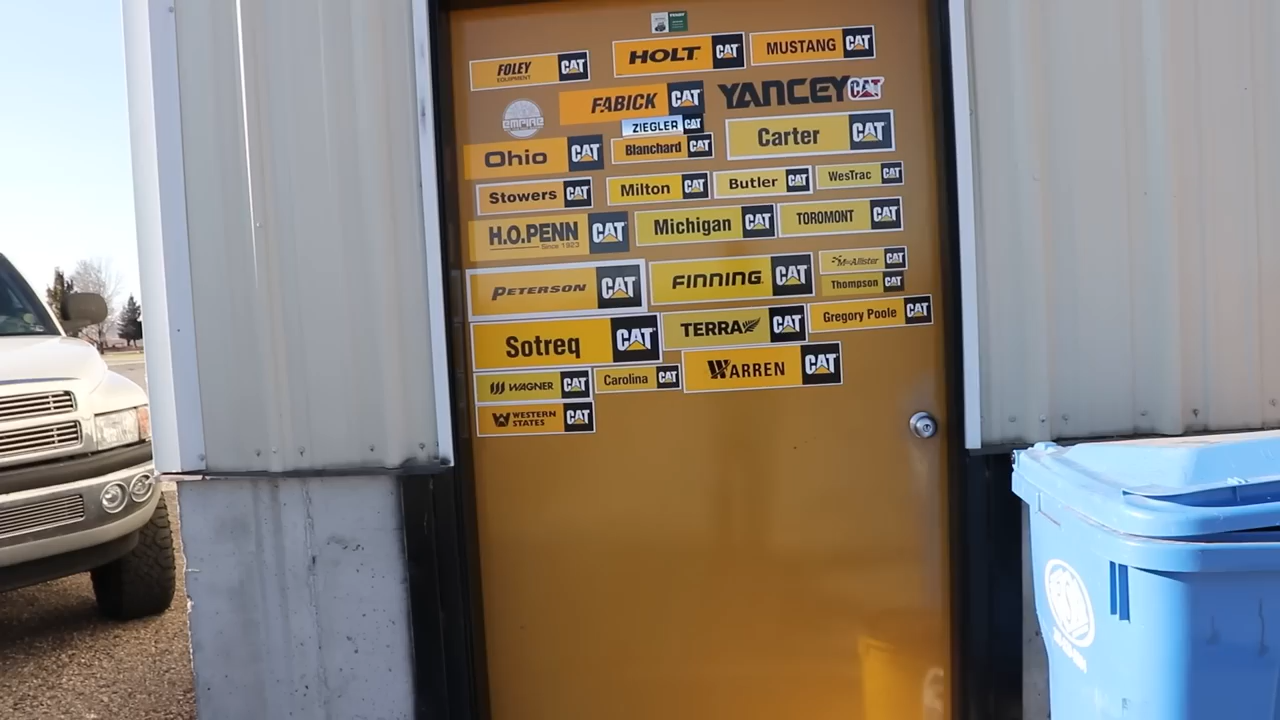 FENDT
FOLEY CAT
EQUIPMENT
HOLT CAT
MUSTANG CAT
EMPIRE
FABICK CAT
YANCEY CAT
ZIEGLER CAT
Ohio CAT
Blanchard CAT
Carter CAT
Stowers CAT
Milton CAT
Butler CAT
WesTrac CAT
H.O.PENN CAT
Since 1923
Michigan CAT
TOROMONT CAT
PETERSON CAT
FINNING CAT
MacAllister CAT
Thompson CAT
Sotreq CAT
TERRA CAT
Gregory Poole CAT
WAGNER CAT
Carolina CAT
WARREN CAT
WESTERN STATES CAT